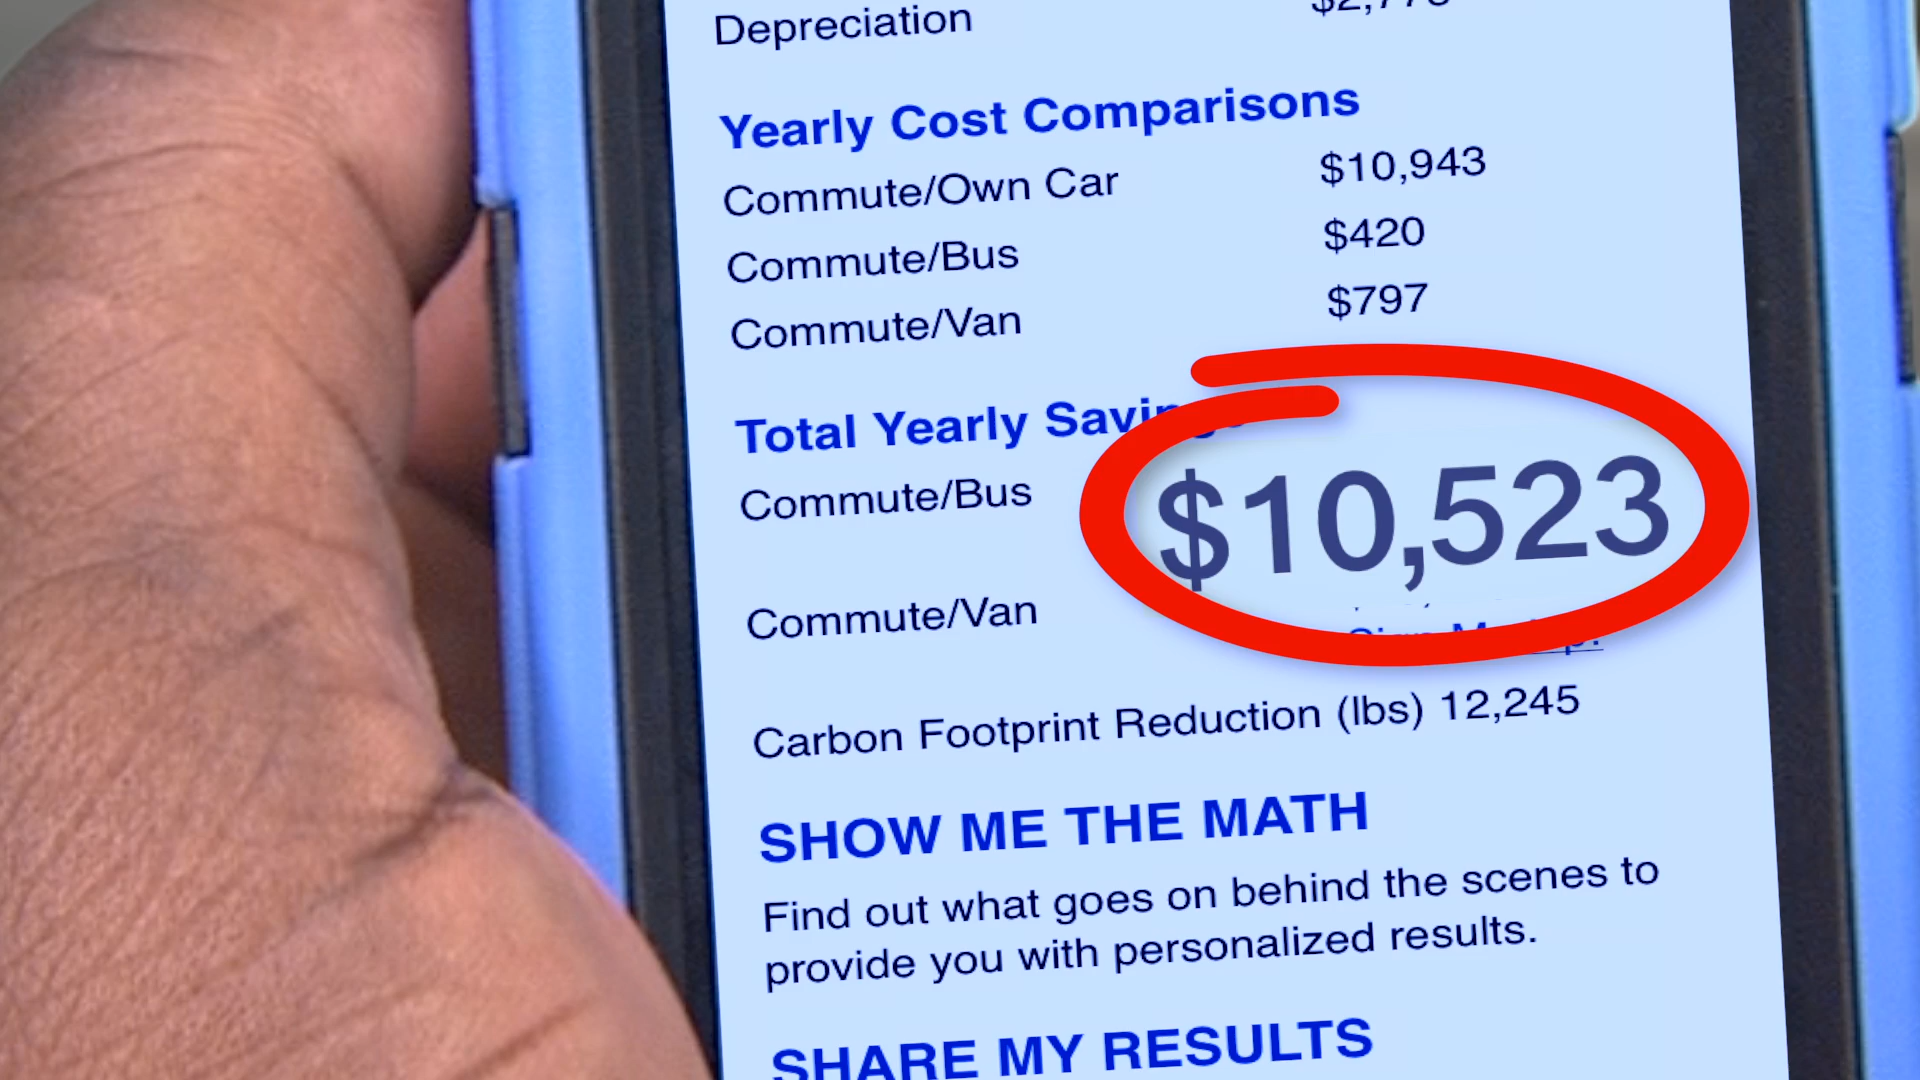 Depreciation
Yearly Cost Comparisons
Commute/Own Car $10,943
Commute/Bus $420
Commute/Van $797
Total Yearly
Commute/Bus $10,523
Commute/Van
Carbon Footprint Reduction (lbs) 12,245
SHOW ME THE MATH
Find out what goes on behind the scenes to
provide you with personalized results.
SHARE MY RESULTS